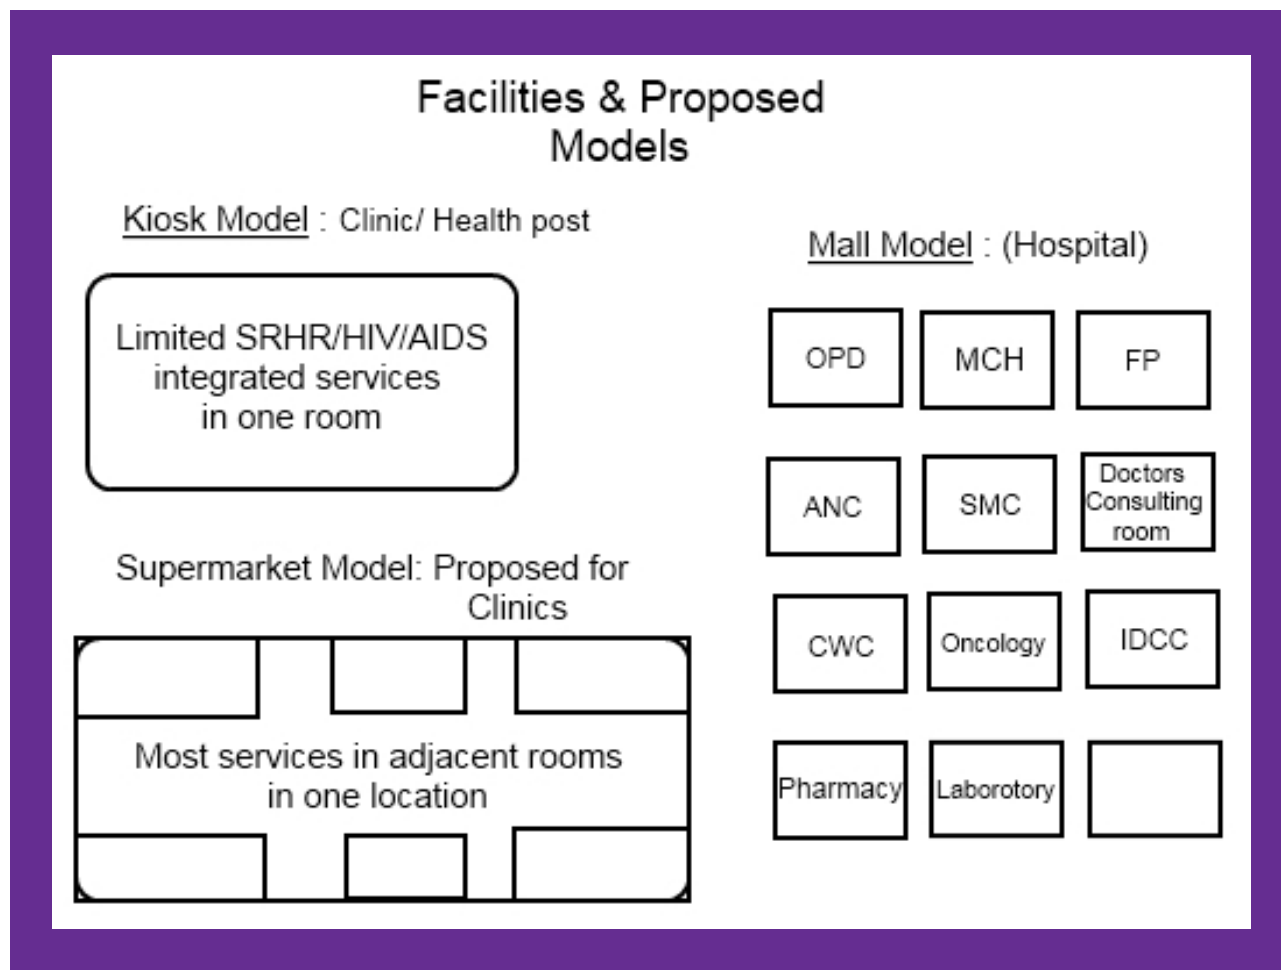 Facilities & Proposed
Models
Kiosk Model : Clinic/ Health post
Limited SRHR/HIV/AIDS
integrated services
in one room
Supermarket Model: Proposed for
Clinics
Most services in adjacent rooms
in one location
Mall Model : (Hospital)
OPD
MCH
FP
ANC
SMC
Doctors
Consulting
room
CWC
Oncology
IDCC
Pharmacy
Laborotory